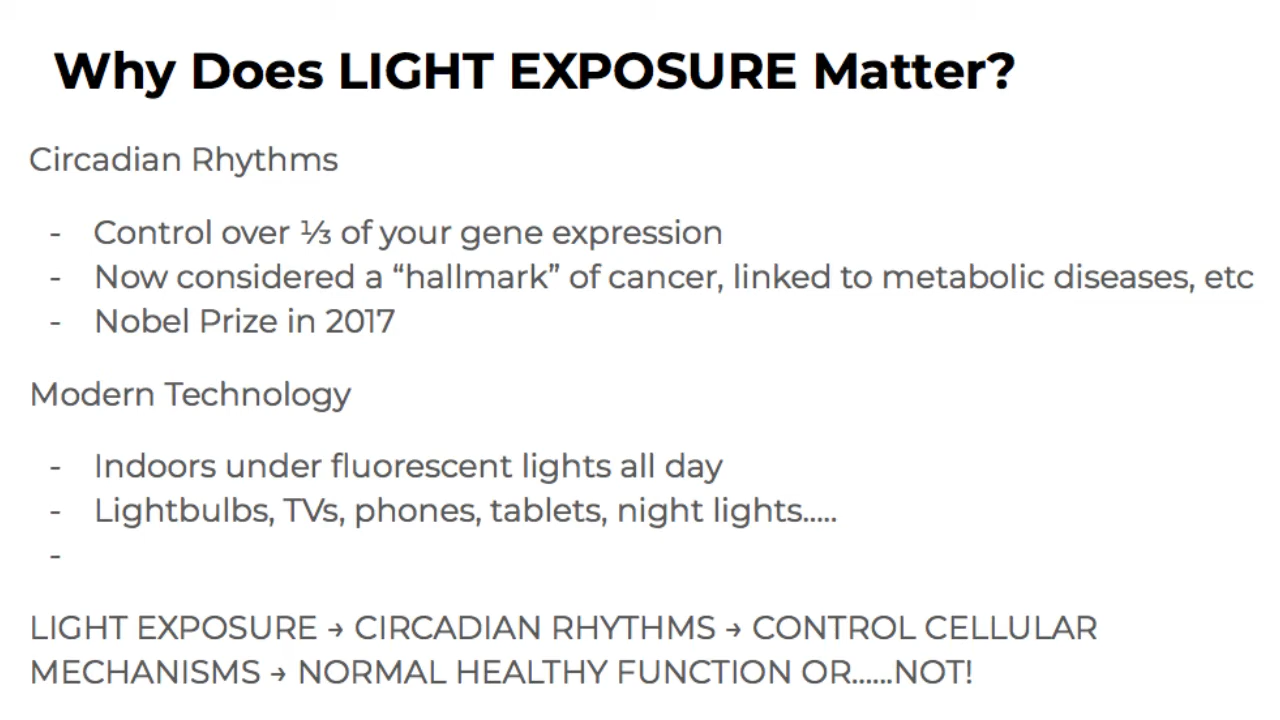 Why Does LIGHT EXPOSURE Matter?
Circadian Rhythms
- Control over ⅓ of your gene expression
- Now considered a “hallmark” of cancer, linked to metabolic diseases, etc
- Nobel Prize in 2017
Modern Technology
- Indoors under fluorescent lights all day
- Lightbulbs, TVs, phones, tablets, night lights.....
-
LIGHT EXPOSURE → CIRCADIAN RHYTHMS → CONTROL CELLULAR
MECHANISMS → NORMAL HEALTHY FUNCTION OR......NOT!